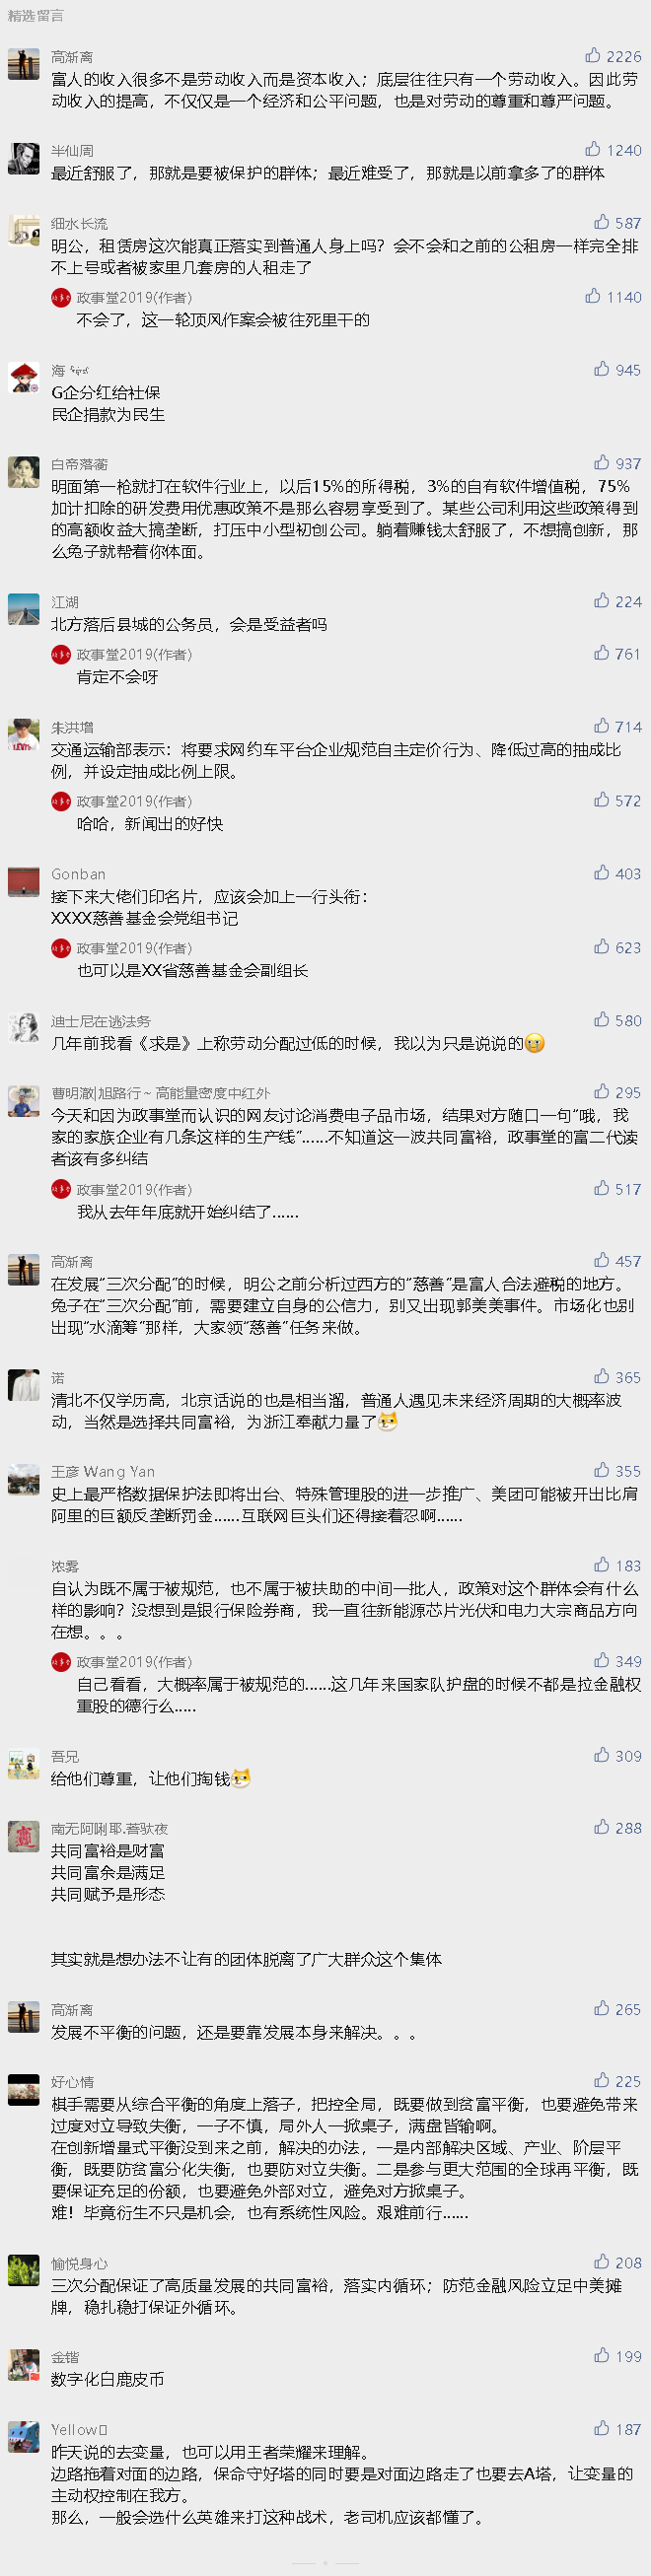 精选留言
高渐离
2226
富人的收入很多不是劳动收入而是资本收入；底层往往只有一个劳动收入。因此劳
动收入的提高，不仅仅是一个经济和公平问题，也是对劳动的尊重和尊严问题。
半仙周
1240
最近舒服了，那就是要被保护的群体；最近难受了，那就是以前拿多了的群体
细水长流
587
明公，租赁房这次能真正落实到普通人身上吗？会不会和之前的公租房一样完全排
不上号或者被家里几套房的人租走了
政事堂2019(作者)
1140
不会了，这一轮顶风作案会被往死里干的
海
945
G企分红给社保
民企捐款为民生
白帝落蘅
937
明面第一枪就打在软件行业上，以后15%的所得税，3%的自有软件增值税，75%
加计扣除的研发费用优惠政策不是那么容易享受到了。某些公司利用这些政策得到
的高额收益大搞垄断，打压中小型初创公司。躺着赚钱太舒服了，不想搞创新，那
么兔子就帮着你体面。
江湖
224
北方落后县城的公务员，会是受益者吗
政事堂2019(作者)
761
肯定不会呀
朱洪增
714
交通运输部表示：将要求网约车平台企业规范自主定价行为、降低过高的抽成比
例，并设定抽成比例上限。
政事堂2019(作者)
572
哈哈，新闻出的好快
Gonban
403
接下来大佬们印名片，应该会加上一行头衔：
XXXX慈善基金会党组书记
政事堂2019(作者)
623
也可以是XX省慈善基金会副组长
迪士尼在逃法务
580
几年前我看《求是》上称劳动分配过低的时候，我以为只是说说的😢
曹明澈|旭路行～高能量密度中红外
295
今天和因为政事堂而认识的网友讨论消费电子品市场，结果对方随口一句“哦，我
家的家族企业有几条这样的生产线”......不知道这一波共同富裕，政事堂的富二代读
者该有多纠结
政事堂2019(作者)
517
我从去年年底就开始纠结了......
高渐离
457
在发展“三次分配”的时候，明公之前分析过西方的“慈善”是富人合法避税的地方。
兔子在“三次分配”前，需要建立自身的公信力，别又出现郭美美事件。市场化也别
出现“水滴筹”那样，大家领“慈善”任务来做。
诺
365
清北不仅学历高，北京话说的也是相当溜，普通人遇见未来经济周期的大概率波
动，当然是选择共同富裕，为浙江奉献力量了
王彦 Wang Yan
355
史上最严格数据保护法即将出台、特殊管理股的进一步推广、美团可能被开出比肩
阿里的巨额反垄断罚金......互联网巨头们还得接着忍啊......
浓露
183
自认为既不属于被规范，也不属于被扶助的中间一批人，政策对这个群体会有什么
样的影响？没想到是银行保险券商，我一直往新能源芯片光伏和电力大宗商品方向
在想。。。
政事堂2019(作者)
349
自己看看，大概率属于被规范的......这几年来国家队护盘的时候不都是拉金融权
重股的德行么.....
吾兄
309
给他们尊重，让他们掏钱
南无阿唎耶.菩驮夜
288
共同富裕是财富
共同富余是满足
共同赋予是形态
其实就是想办法不让有的团体脱离了广大群众这个集体
高渐离
265
发展不平衡的问题，还是要靠发展本身来解决。。。
好心情
225
棋手需要从综合平衡的角度上落子，把控全局，既要做到贫富平衡，也要避免带来
过度对立导致失衡，一子不慎，局外人一掀桌子，满盘皆输啊。
在创新增量式平衡没到来之前，解决的办法，一是内部解决区域、产业、阶层平
衡，既要防贫富分化失衡，也要防对立失衡。二是参与更大范围的全球再平衡，既
要保证充足的份额，也要避免外部对立，避免对方掀桌子。
难！毕竟衍生不只是机会，也有系统性风险。艰难前行......
愉悦身心
208
三次分配保证了高质量发展的共同富裕，落实内循环；防范金融风险立足中美摊
牌，稳扎稳打保证外循环。
金锴
199
数字化白鹿皮币
Yellow
187
昨天说的去变量，也可以用王者荣耀来理解。
边路拖着对面的边路，保命守好塔的同时要是对面边路走了也要去A塔，让变量的
主动权控制在我方。
那么，一般会选什么英雄来打这种战术，老司机应该都懂了。